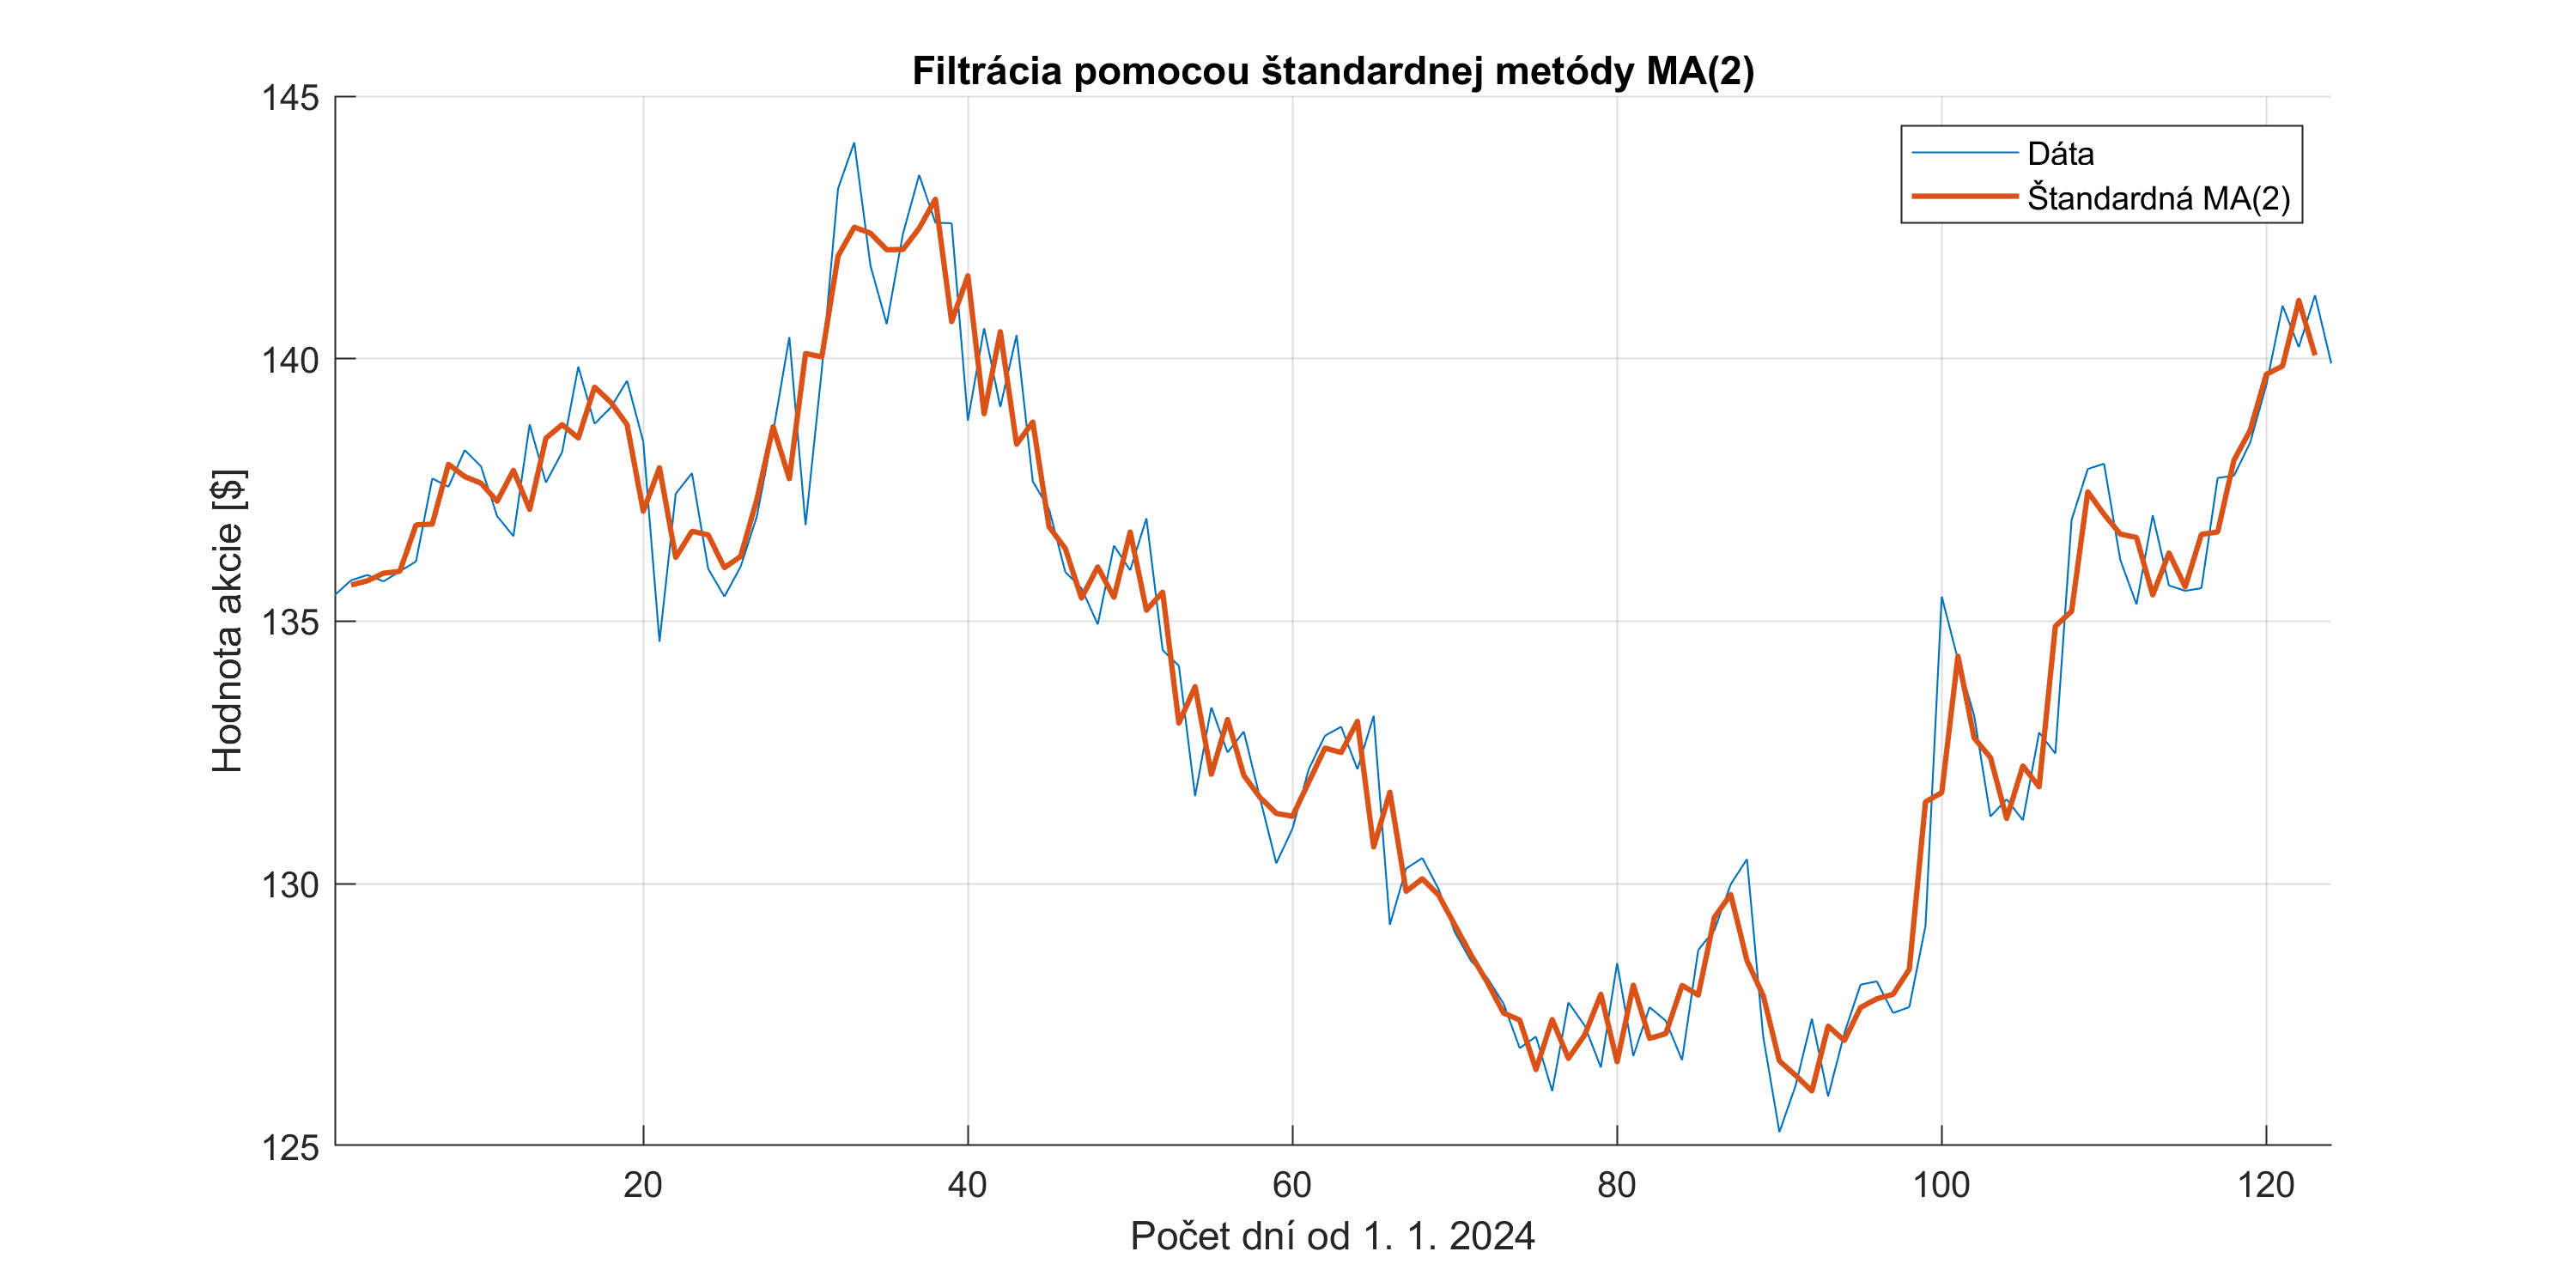 Filtrácia pomocou štandardnej metódy MA(2)
145
140
135
130
125
Hodnota akcie [$]
Dáta
Štandardná MA(2)
20 40 60 80 100 120
Počet dní od 1. 1. 2024